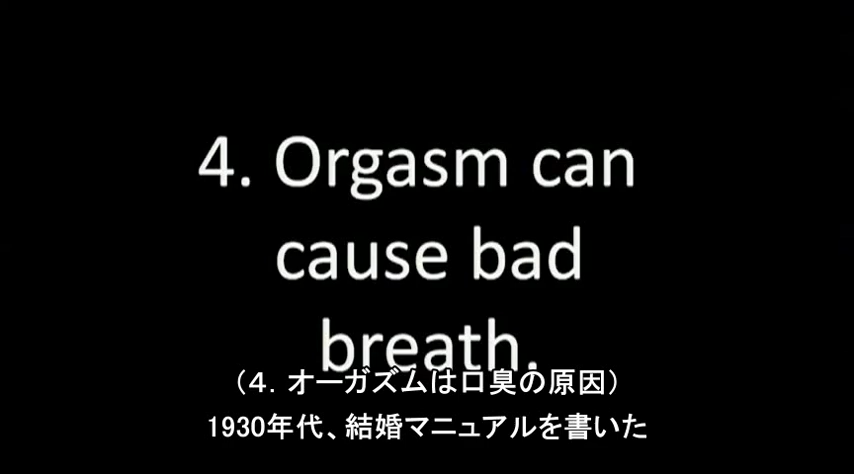 4. Orgasm can
cause bad
breath.
（４．オーガズムは口臭の原因）
1930年代、結婚マニュアルを書いた